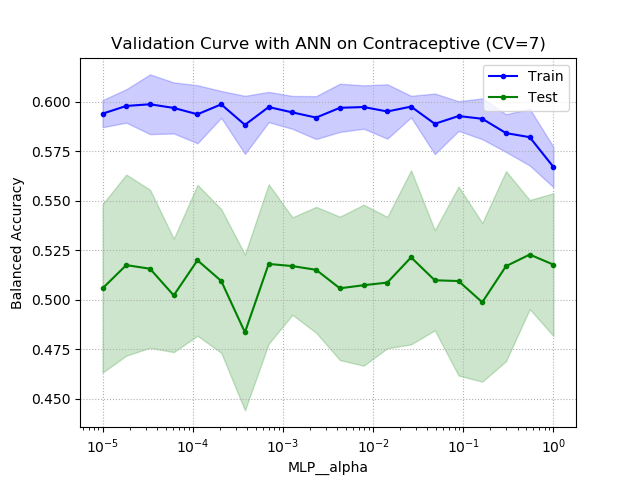 Validation Curve with ANN on Contraceptive (CV=7)
Train
Test
0.600
0.575
0.550
0.525
0.500
0.475
0.450
Balanced Accuracy
10⁻⁵ 10⁻⁴ 10⁻³ 10⁻² 10⁻¹ 10⁰
MLP__alpha